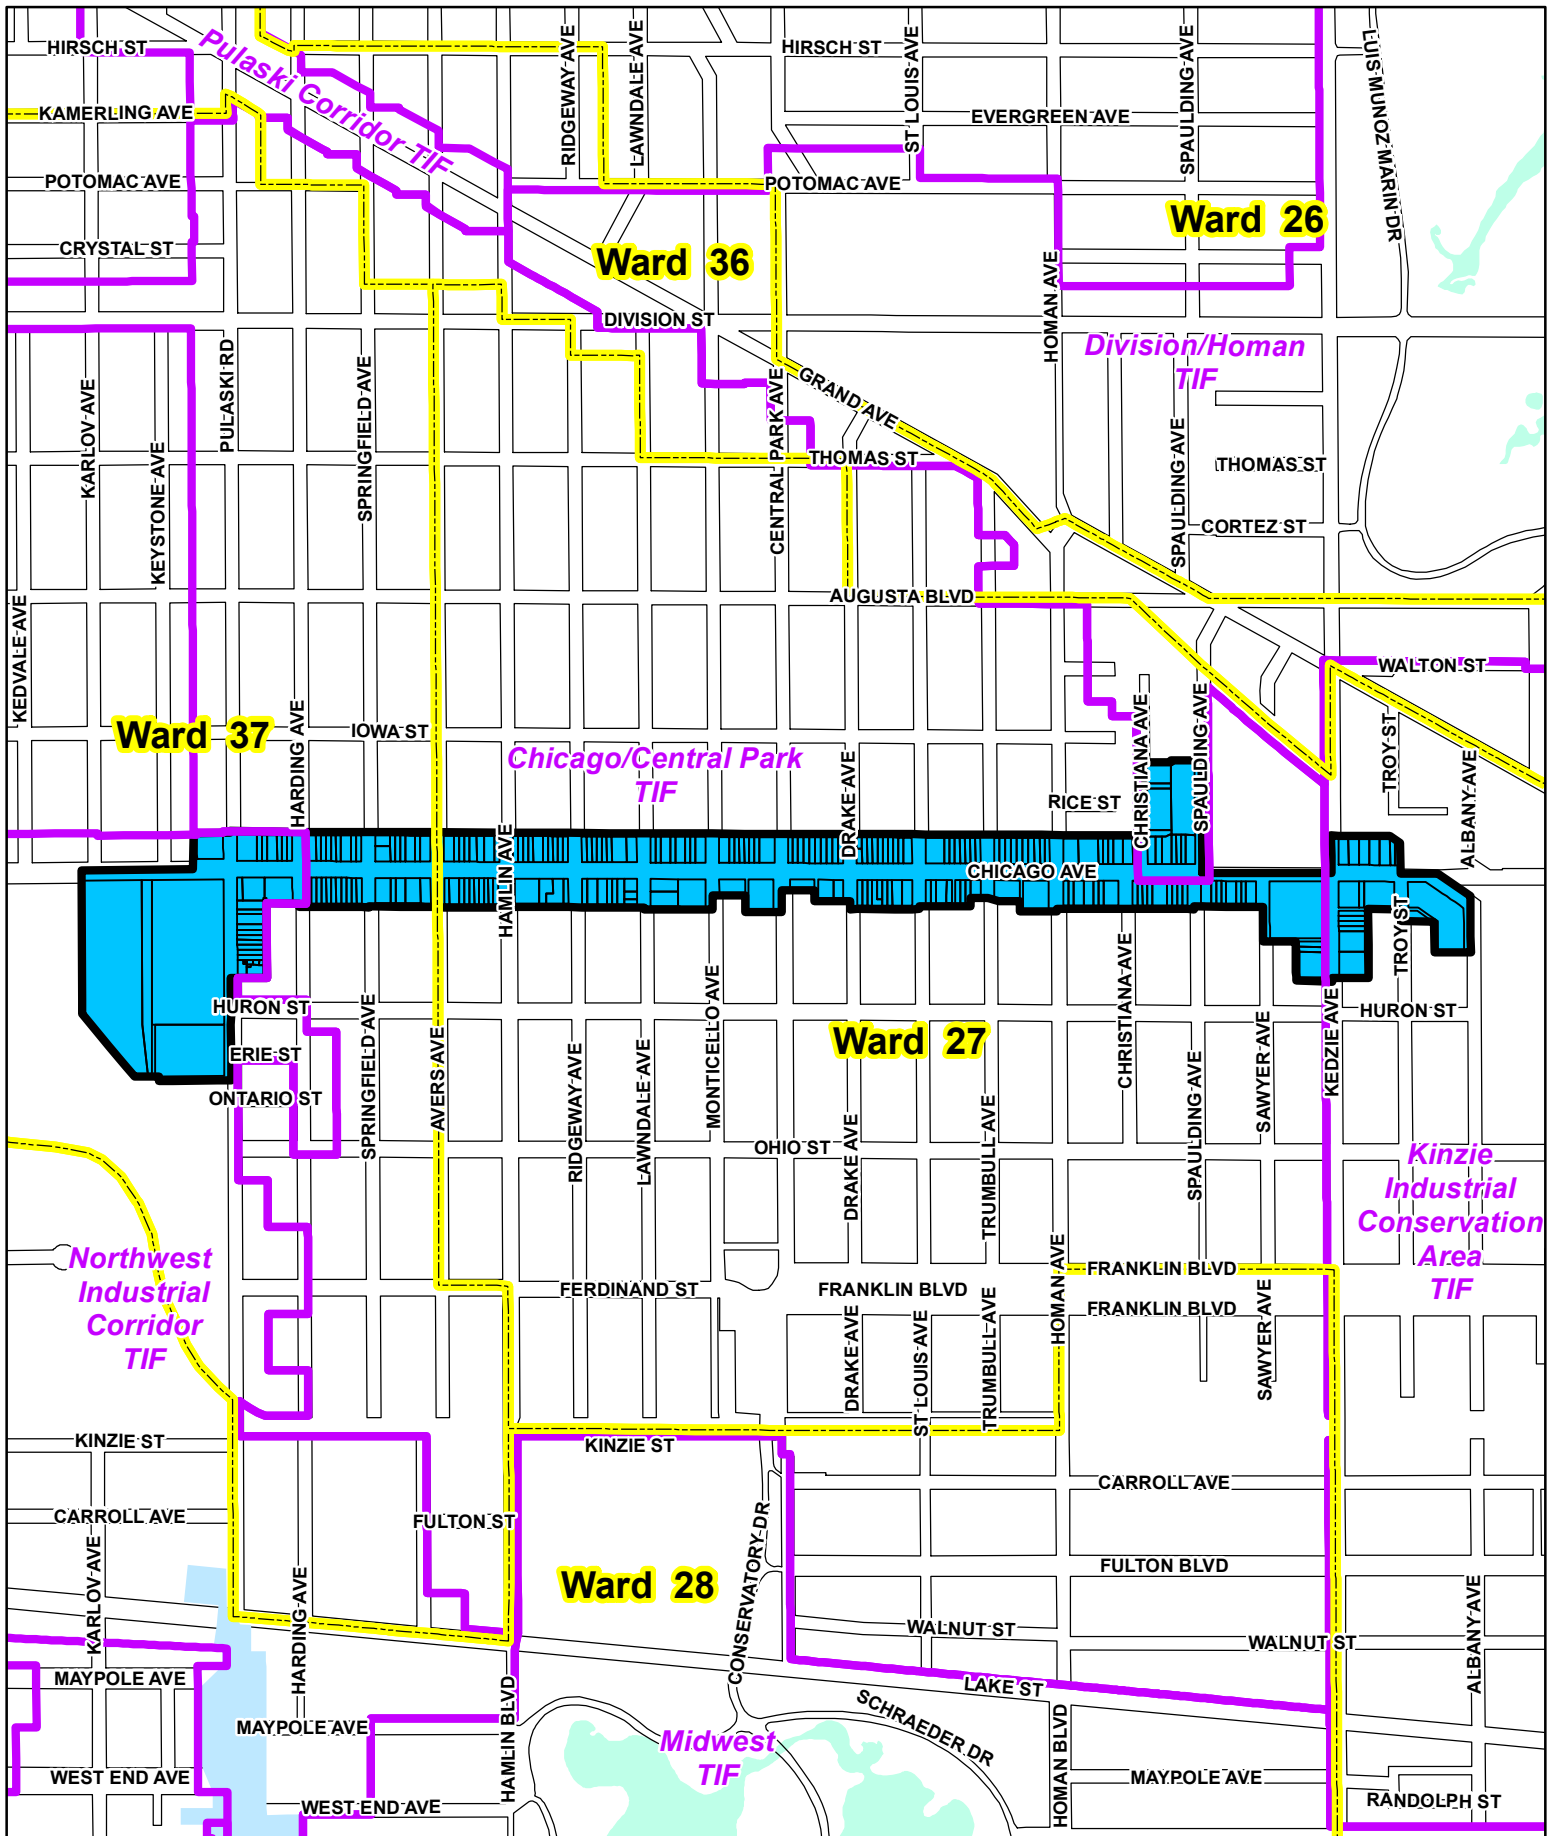 HIRSCH ST
Pulaski Corridor TIF
RIDGEWAY AVE
LAWNDALE AVE
HIRSCH ST
ST LOUIS AVE
SPAULDING AVE
LUIS MUNOZ MARIN DR
KAMERLING AVE
EVERGREEN AVE
POTOMAC AVE
POTOMAC AVE
Ward 26
CRYSTAL ST
Ward 36
HOMAN AVE
DIVISION ST
Division/Homan
TIF
PULASKI RD
KARLOV AVE
SPRINGFIELD AVE
KEYSTONE AVE
CENTRAL PARK AVE
GRAND AVE
THOMAS ST
SPAULDING AVE
THOMAS ST
CORTEZ ST
KEDVALE AVE
AUGUSTA BLVD
WALTON ST
Ward 37
HARDING AVE
IOWA ST
Chicago/Central Park
TIF
DRAKE AVE
RICE ST
CHRISTIANA AVE
SPAULDING AVE
TROY ST
ALBANY AVE
HAMLIN AVE
CHICAGO AVE
TROY ST
HURON ST
ERIE ST
ONTARIO ST
SPRINGFIELD AVE
AVERS AVE
RIDGEWAY AVE
LAWNDALE AVE
MONTICELLO AVE
Ward 27
CHRISTIANA AVE
SPAULDING AVE
SAWYER AVE
KEDZIE AVE
HURON ST
OHIO ST
DRAKE AVE
TRUMBULL AVE
Kinzie
Industrial
Conservation
Area
TIF
Northwest
Industrial
Corridor
TIF
FERDINAND ST
FRANKLIN BLVD
HOMAN AVE
FRANKLIN BLVD
FRANKLIN BLVD
DRAKE AVE
ST LOUIS AVE
TRUMBULL AVE
SAWYER AVE
KINZIE ST
KINZIE ST
CARROLL AVE
CARROLL AVE
FULTON ST
CONSERVATORY DR
KARLOV AVE
HARDING AVE
Ward 28
FULTON BLVD
WALNUT ST
WALNUT ST
ALBANY AVE
MAYPOLE AVE
LAKE ST
MAYPOLE AVE
HAMLIN BLVD
SCHRAEDER DR
HOMAN BLVD
Midwest
TIF
WEST END AVE
WEST END AVE
MAYPOLE AVE
RANDOLPH ST